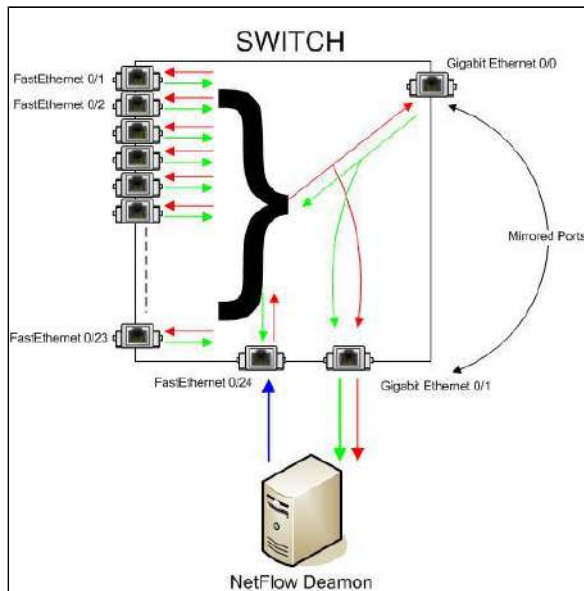 SWITCH
Gigabit Ethernet 0/0
FastEthernet 0/1
FastEthernet 0/2
Mirrored Ports
FastEthernet 0/23
FastEthernet 0/24
Gigabit Ethernet 0/1
NetFlow Deamon